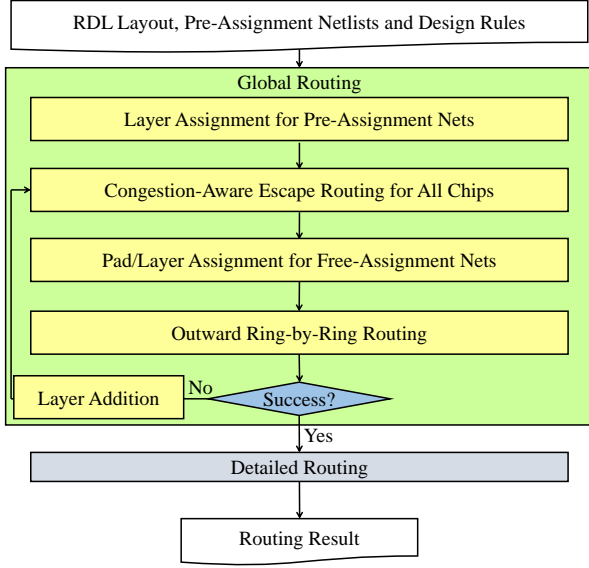 RDL Layout, Pre-Assignment Netlists and Design Rules
Global Routing
Layer Assignment for Pre-Assignment Nets
Congestion-Aware Escape Routing for All Chips
Pad/Layer Assignment for Free-Assignment Nets
Outward Ring-by-Ring Routing
Layer Addition
No
Success?
Yes
Detailed Routing
Routing Result